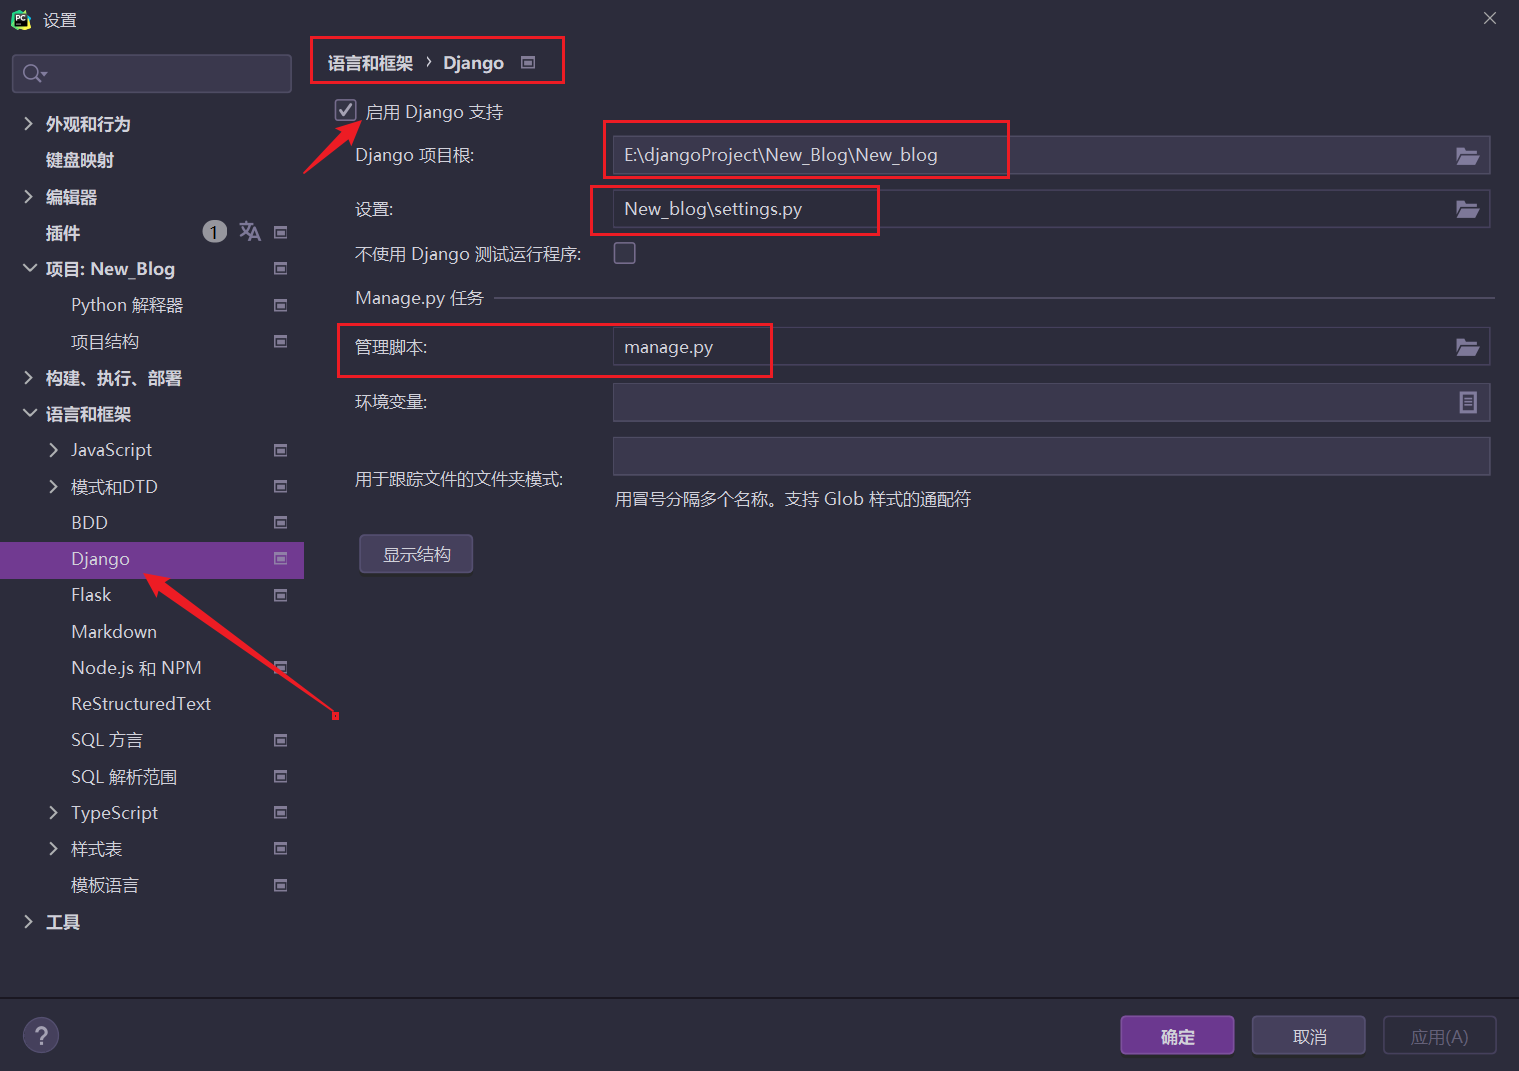 设置
外观和行为
键盘映射
编辑器
插件 1
项目: New_Blog
Python 解释器
项目结构
构建、执行、部署
语言和框架
JavaScript
模式和DTD
BDD
Django
Flask
Markdown
Node.js 和 NPM
ReStructuredText
SQL 方言
SQL 解析范围
TypeScript
样式表
模板语言
工具
语言和框架 › Django
启用 Django 支持
Django 项目根: E:\djangoProject\New_Blog\New_blog
设置: New_blog\settings.py
不使用 Django 测试运行程序:
Manage.py 任务
管理脚本: manage.py
环境变量:
用于跟踪文件的文件夹模式:
用冒号分隔多个名称。支持 Glob 样式的通配符
显示结构
? 确定 取消 应用(A)